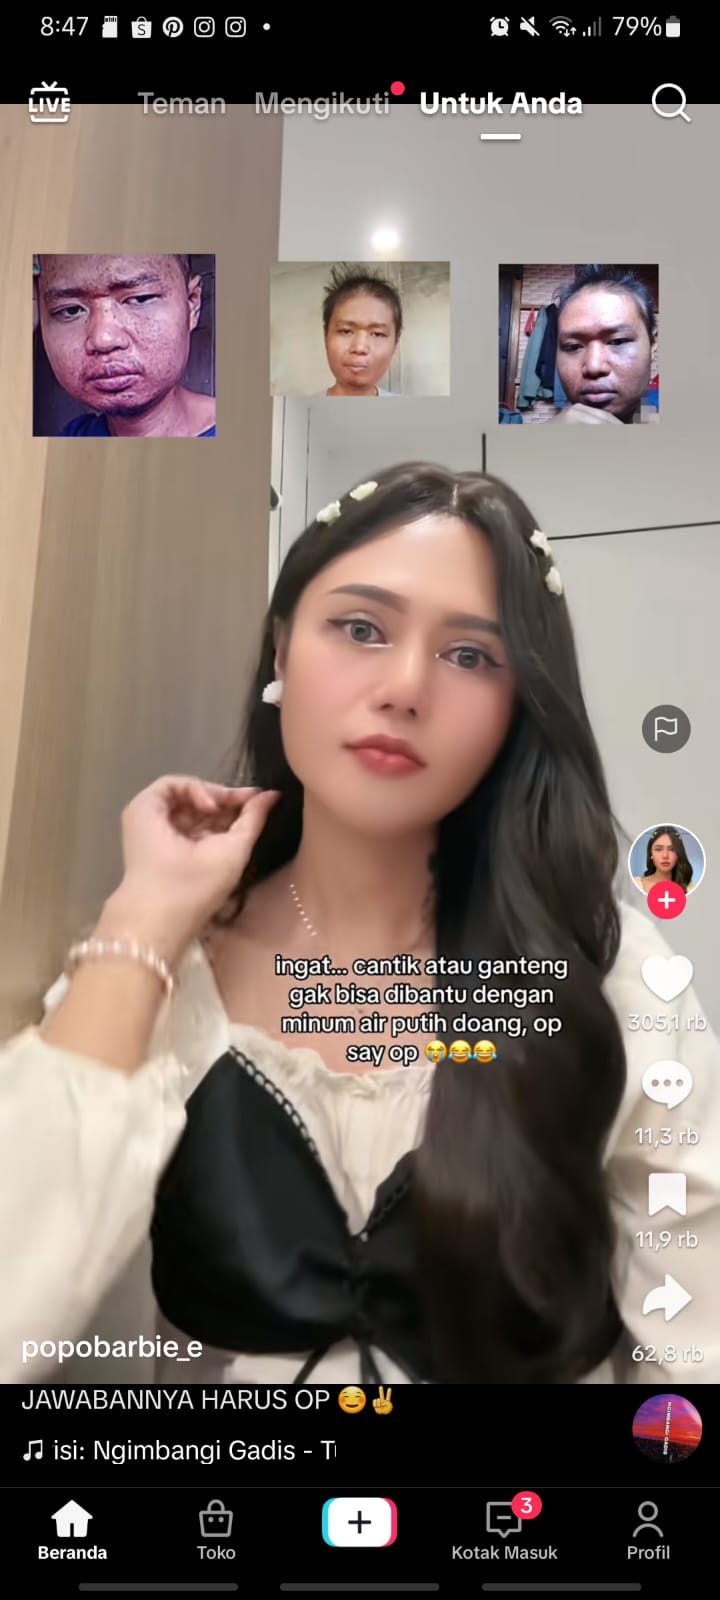 8:47
79%
LIVE
Teman Mengikuti Untuk Anda
ingat... cantik atau ganteng
gak bisa dibantu dengan
minum air putih doang, op
say op 😭😂😂
305,1 rb
11,3 rb
11,9 rb
62,8 rb
popobarbie_e
JAWABANNYA HARUS OP ☺️✌️
isi: Ngimbangi Gadis - T
NGIMBANGI GADIS
3
Beranda Toko Kotak Masuk Profil